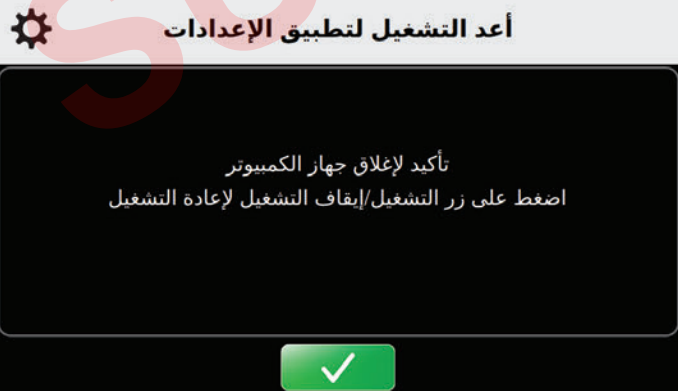 أعد التشغيل لتطبيق الإعدادات
تأكيد لإغلاق جهاز الكمبيوتر
اضغط على زر التشغيل/إيقاف التشغيل لإعادة التشغيل